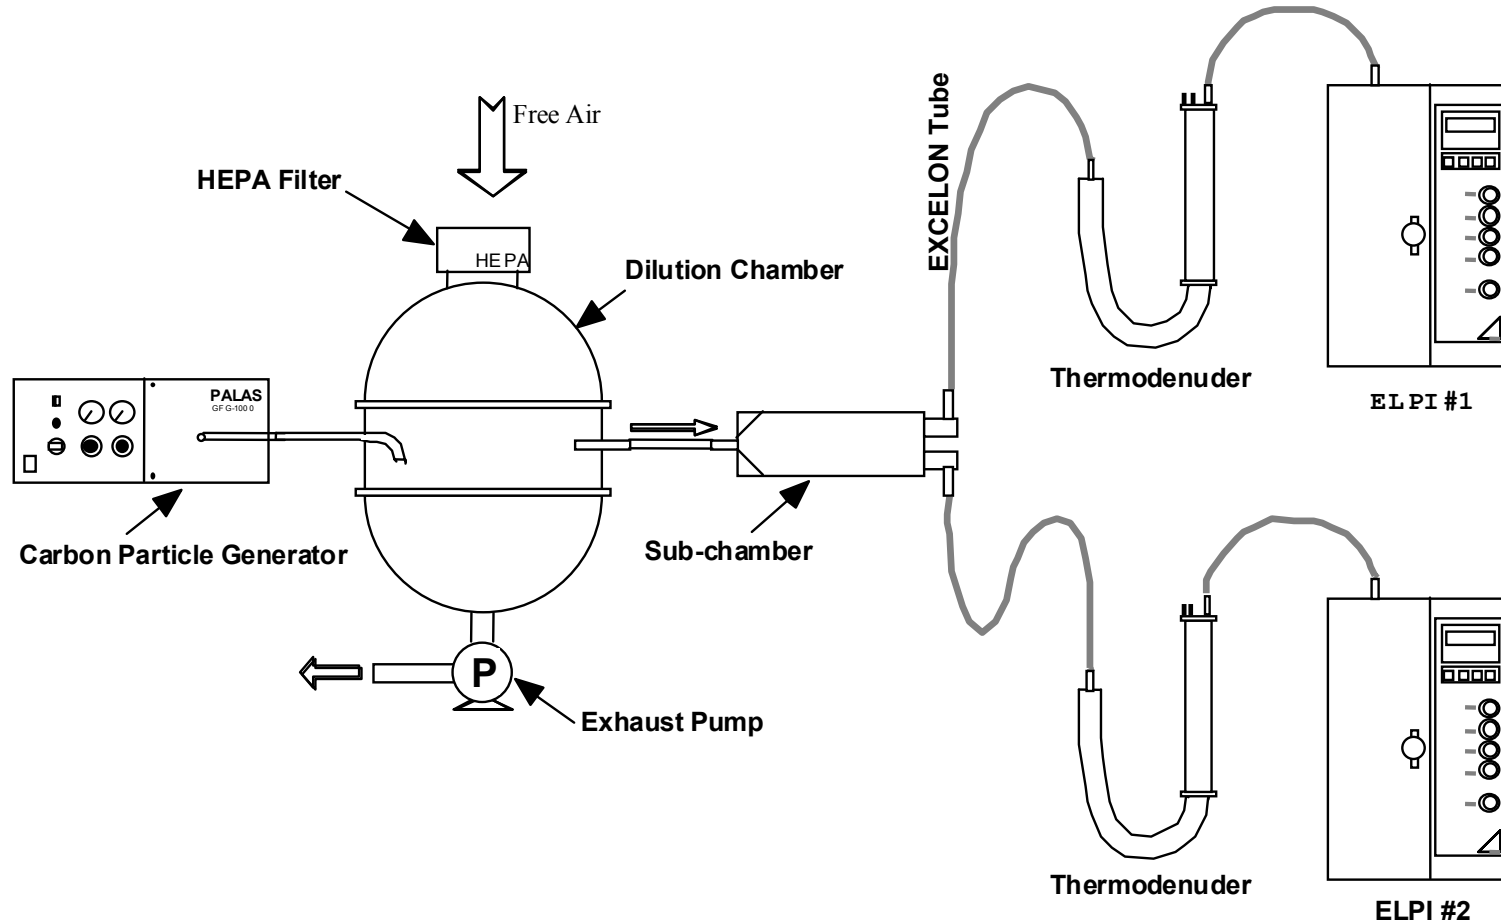 Free Air
HEPA Filter
HEPA
Dilution Chamber
EXCELON Tube
Thermodenuder
ELPI #1
PALAS
GFG-1000
Carbon Particle Generator
Sub-chamber
P
Exhaust Pump
Thermodenuder
ELPI #2